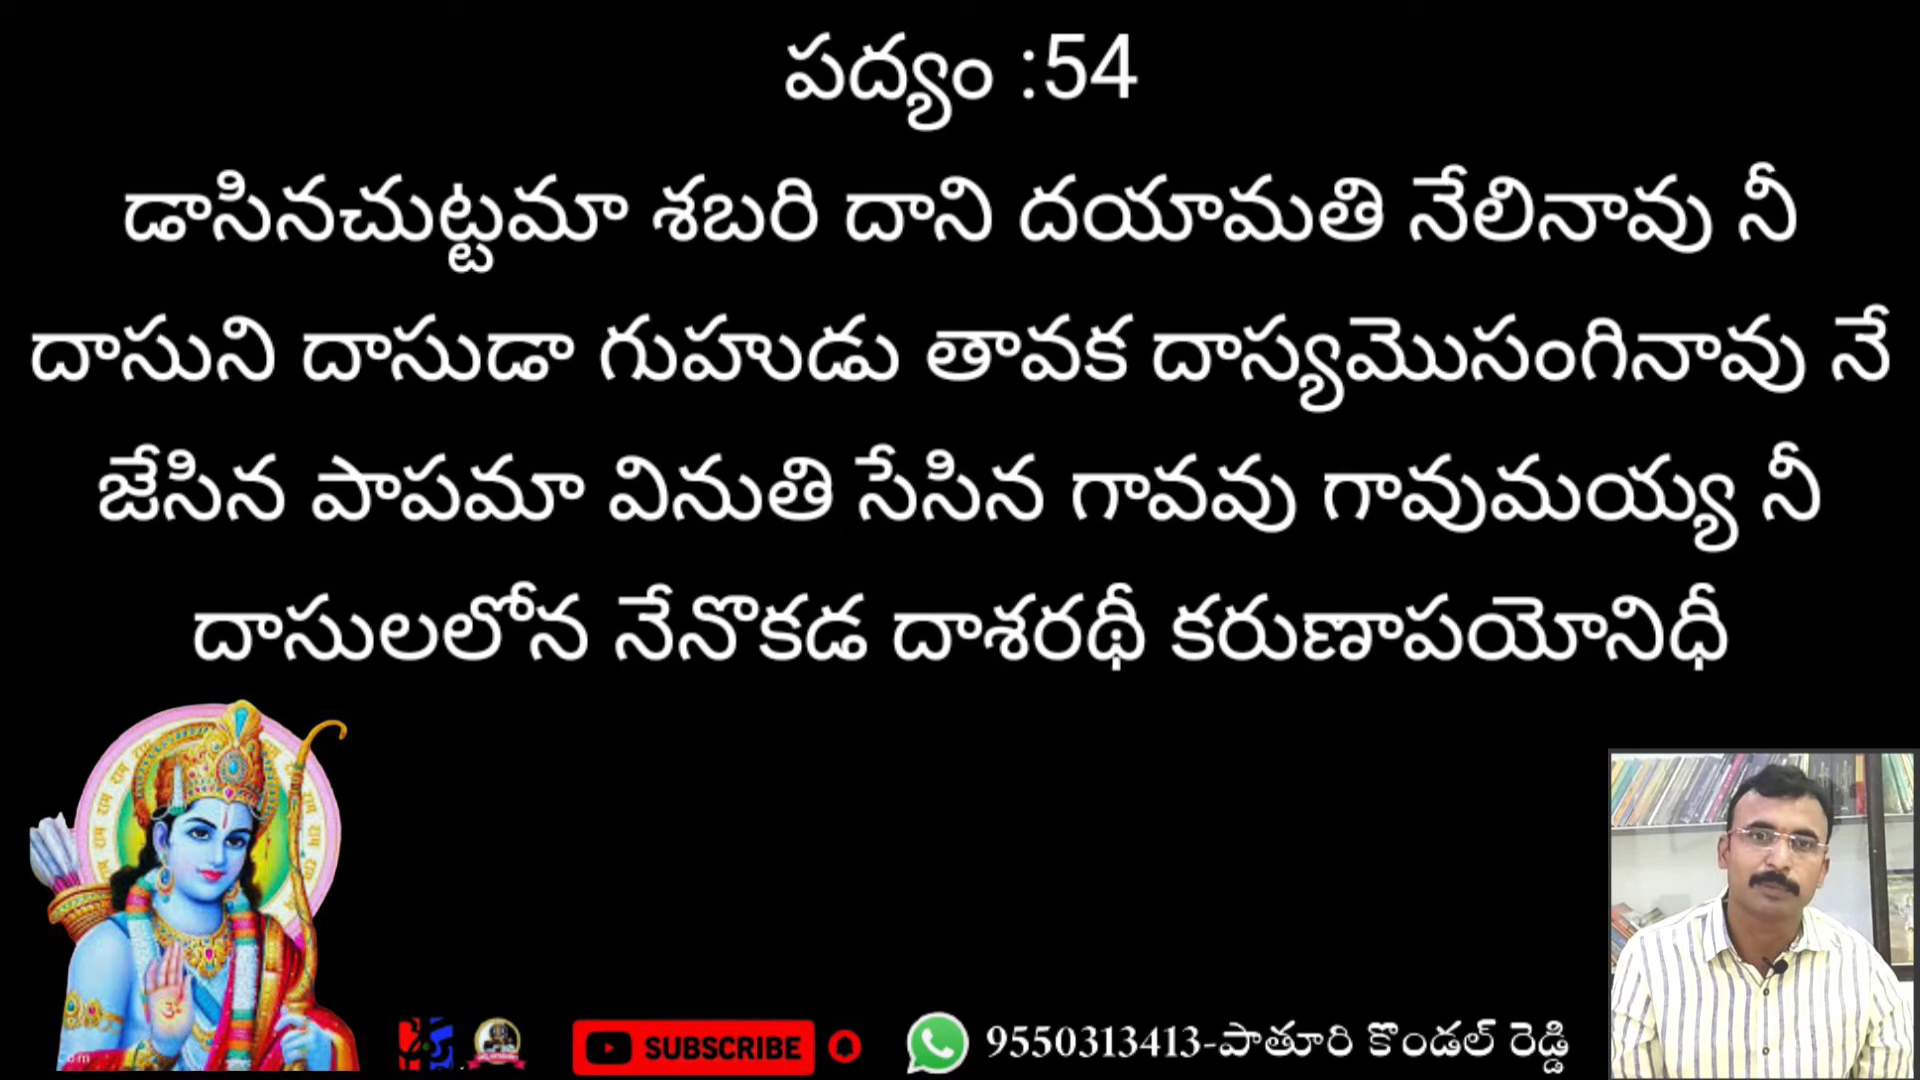 పద్యం :54
డాసినచుట్టమా శబరి దాని దయామతి నేలినావు నీ
దాసుని దాసుడా గుహుడు తావక దాస్యమొసంగినావు నే
జేసిన పాపమా వినుతి సేసిన గావవు గావుమయ్య నీ
దాసులలోన నేనొకడ దాశరథీ కరుణాపయోనిధీ
SUBSCRIBE
9550313413-పాతూరి కొండల్ రెడ్డి